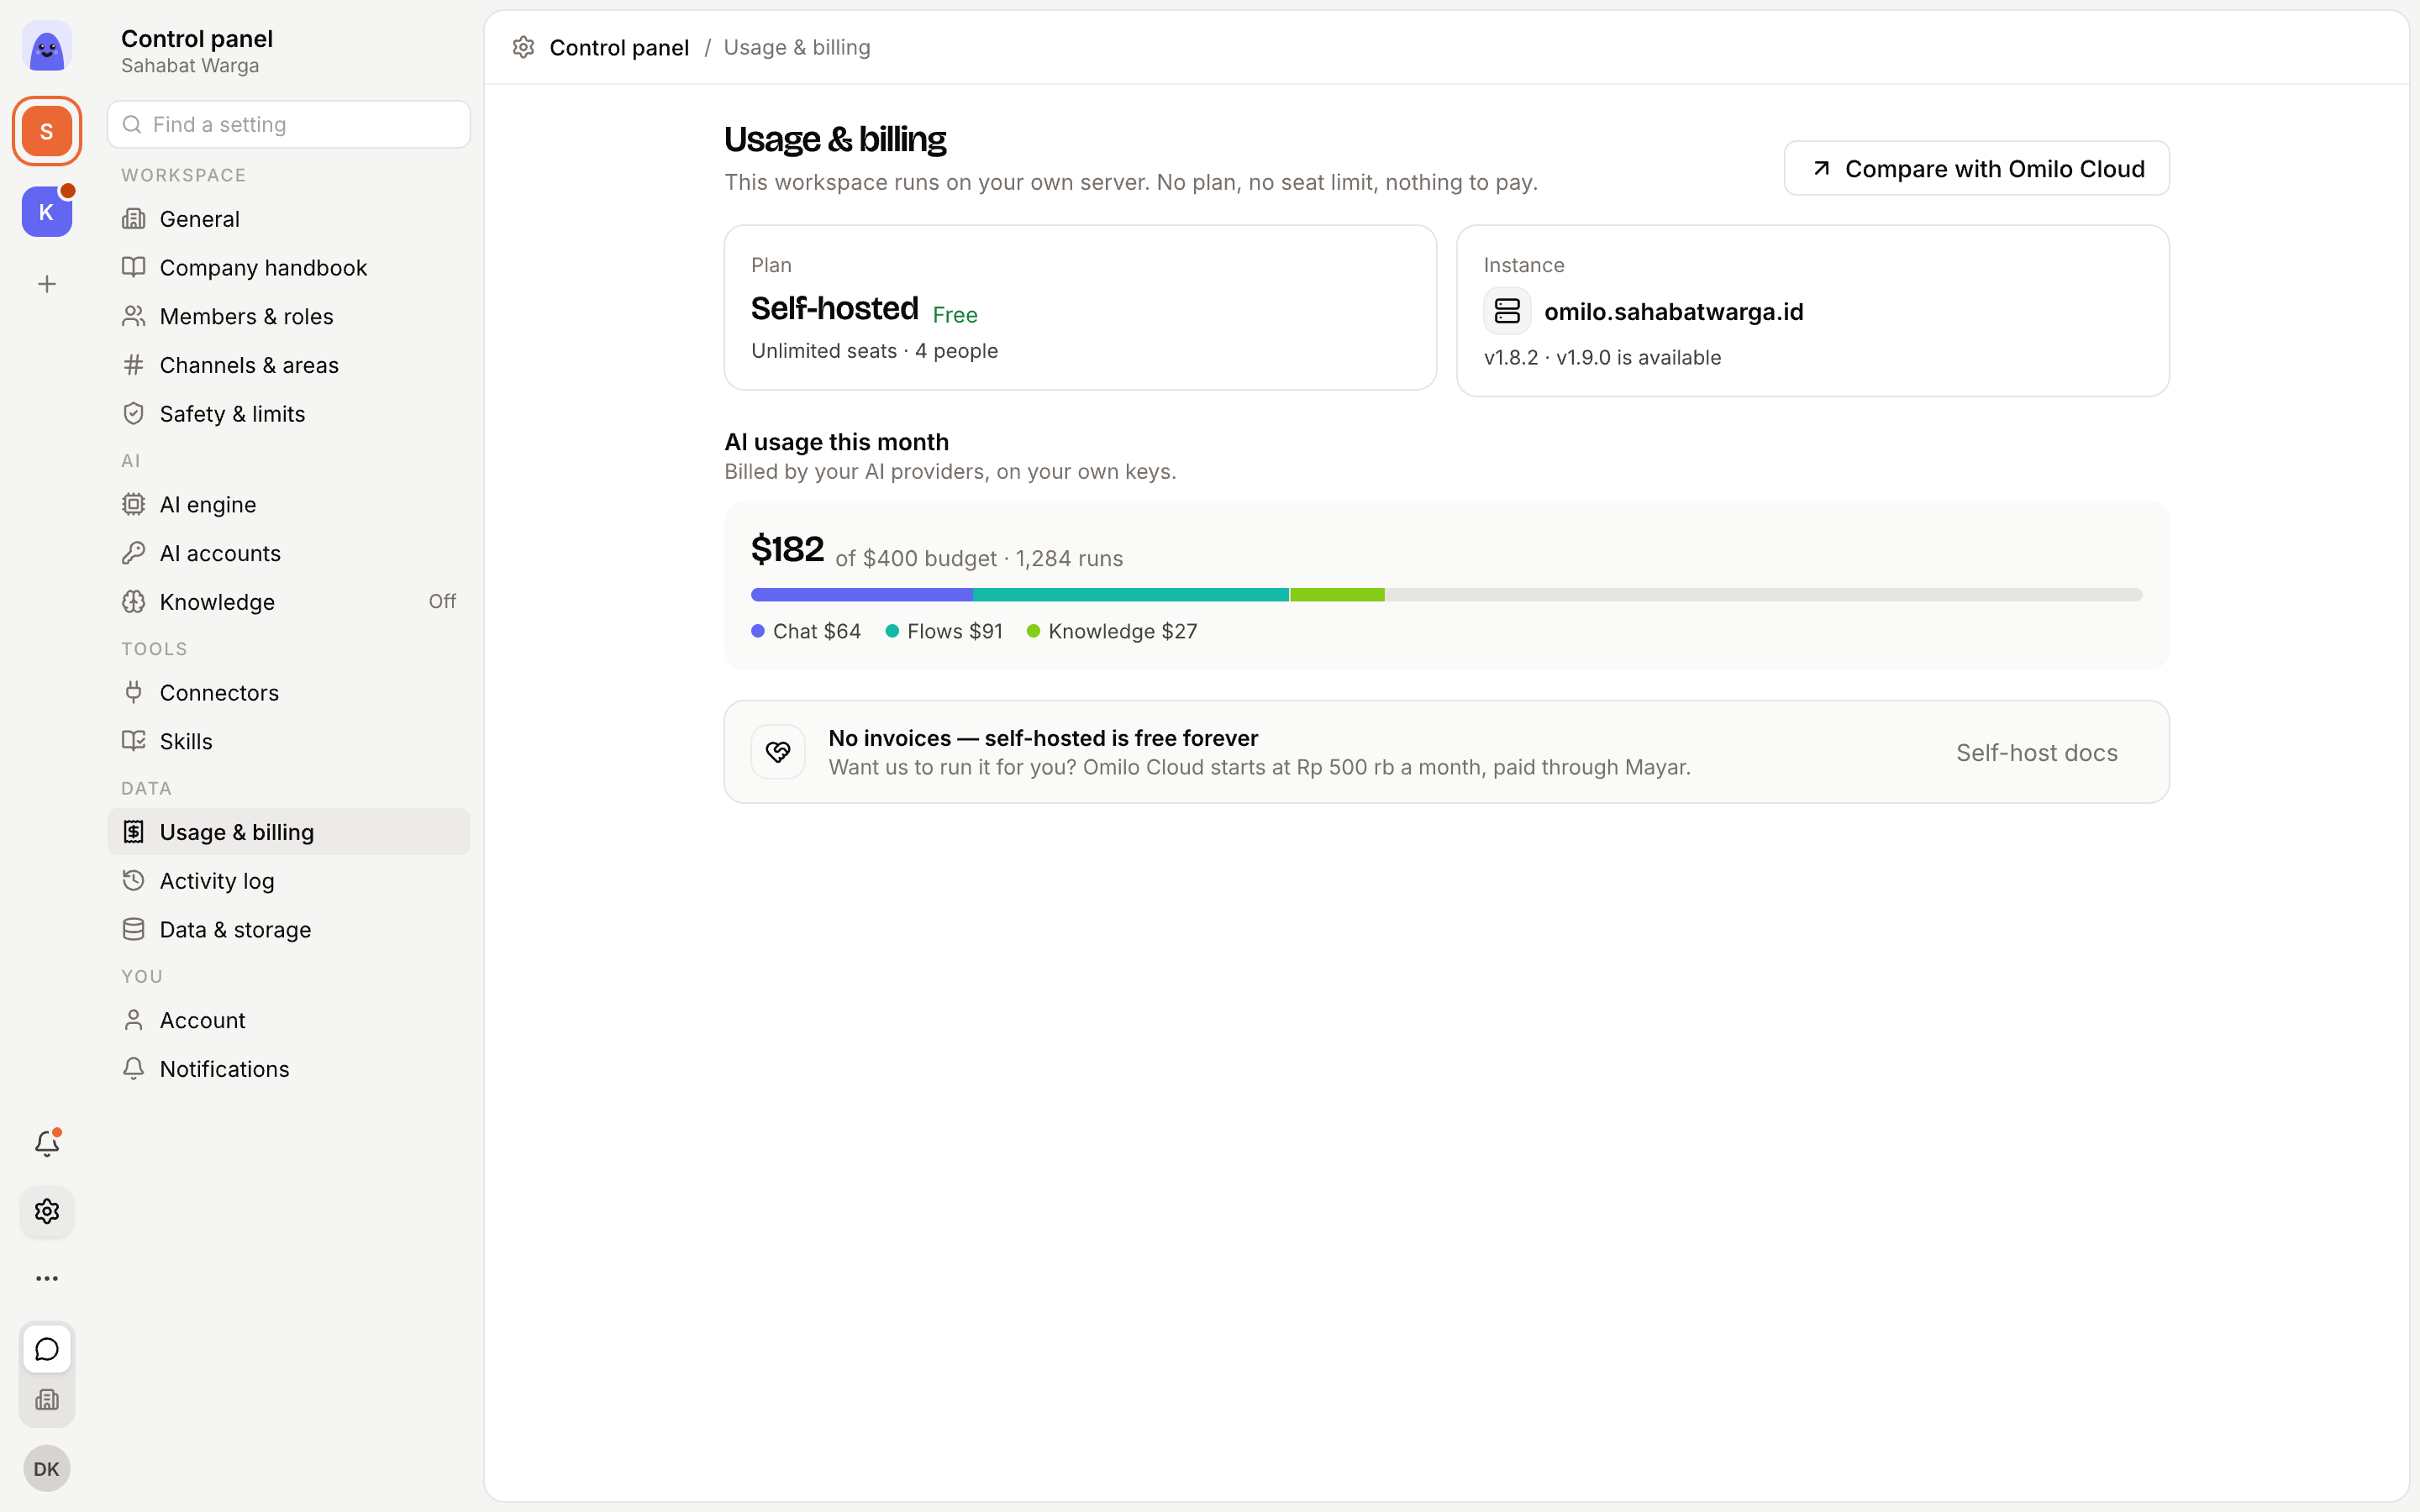 Control panel
Sahabat Warga
S
K
Find a setting
WORKSPACE
General
Company handbook
Members & roles
Channels & areas
Safety & limits
AI
AI engine
AI accounts
Knowledge Off
TOOLS
Connectors
Skills
DATA
Usage & billing
Activity log
Data & storage
YOU
Account
Notifications
DK
Control panel / Usage & billing
Usage & billing
This workspace runs on your own server. No plan, no seat limit, nothing to pay.
Compare with Omilo Cloud
Plan
Self-hosted Free
Unlimited seats · 4 people
Instance
omilo.sahabatwarga.id
v1.8.2 · v1.9.0 is available
AI usage this month
Billed by your AI providers, on your own keys.
$182 of $400 budget · 1,284 runs
Chat $64 Flows $91 Knowledge $27
No invoices — self-hosted is free forever
Want us to run it for you? Omilo Cloud starts at Rp 500 rb a month, paid through Mayar.
Self-host docs